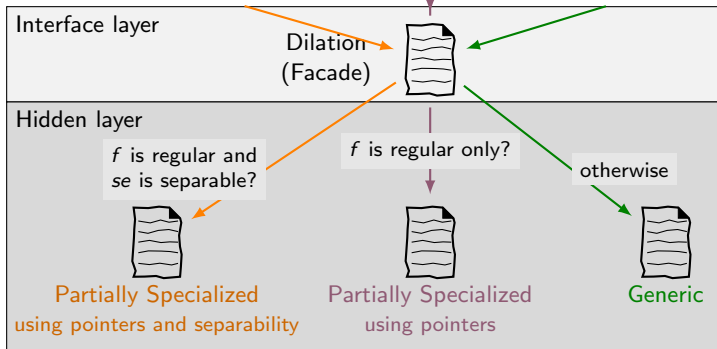 Interface layer
Dilation
(Facade)
Hidden layer
f is regular and
se is separable?
f is regular only?
otherwise
Partially Specialized
using pointers and separability
Partially Specialized
using pointers
Generic